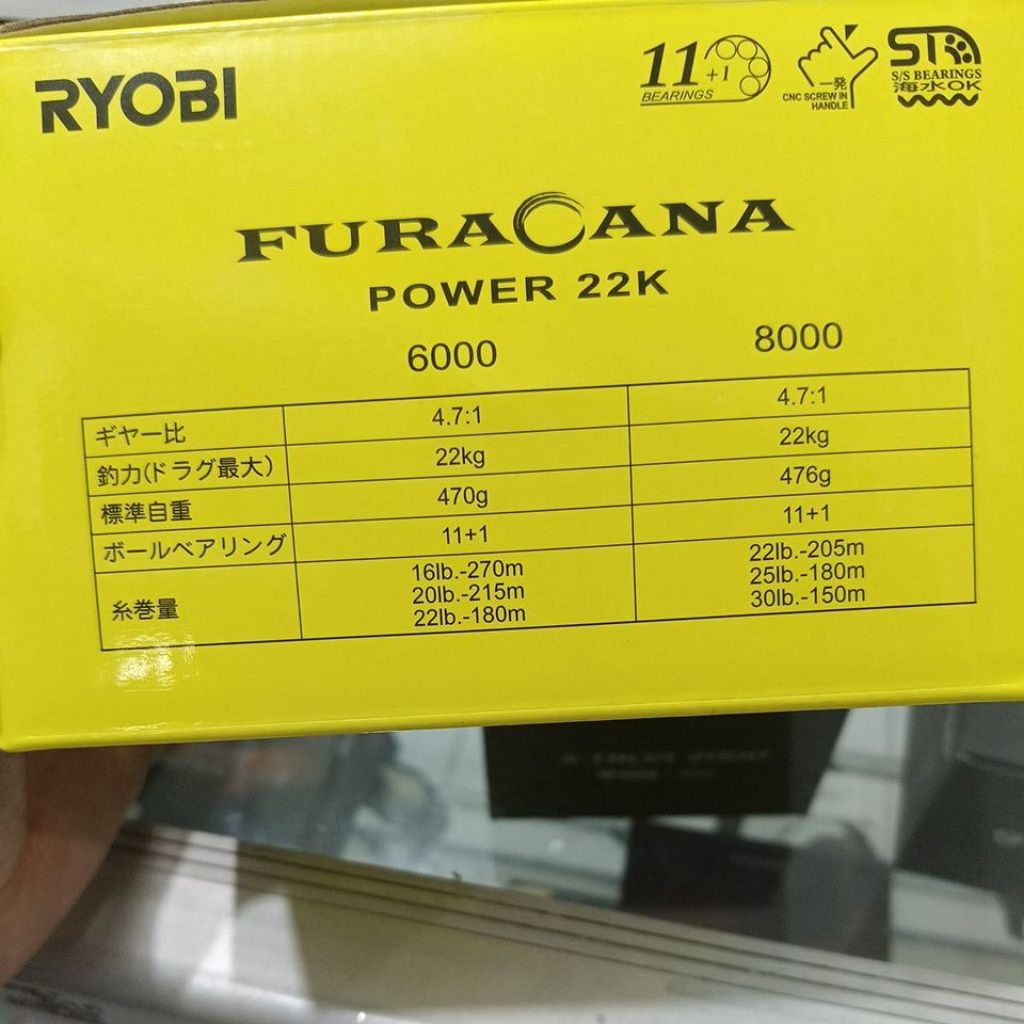 RYOBI
11+1
BEARINGS
一発
CNC SCREW IN
HANDLE
S/S BEARINGS
海水OK
FURACANA
POWER 22K
6000 8000
ギヤー比 4.7:1 4.7:1
釣力(ドラグ最大) 22kg 22kg
標準自重 470g 476g
ボールベアリング 11+1 11+1
糸巻量 16lb.-270m 22lb.-205m
20lb.-215m 25lb.-180m
22lb.-180m 30lb.-150m